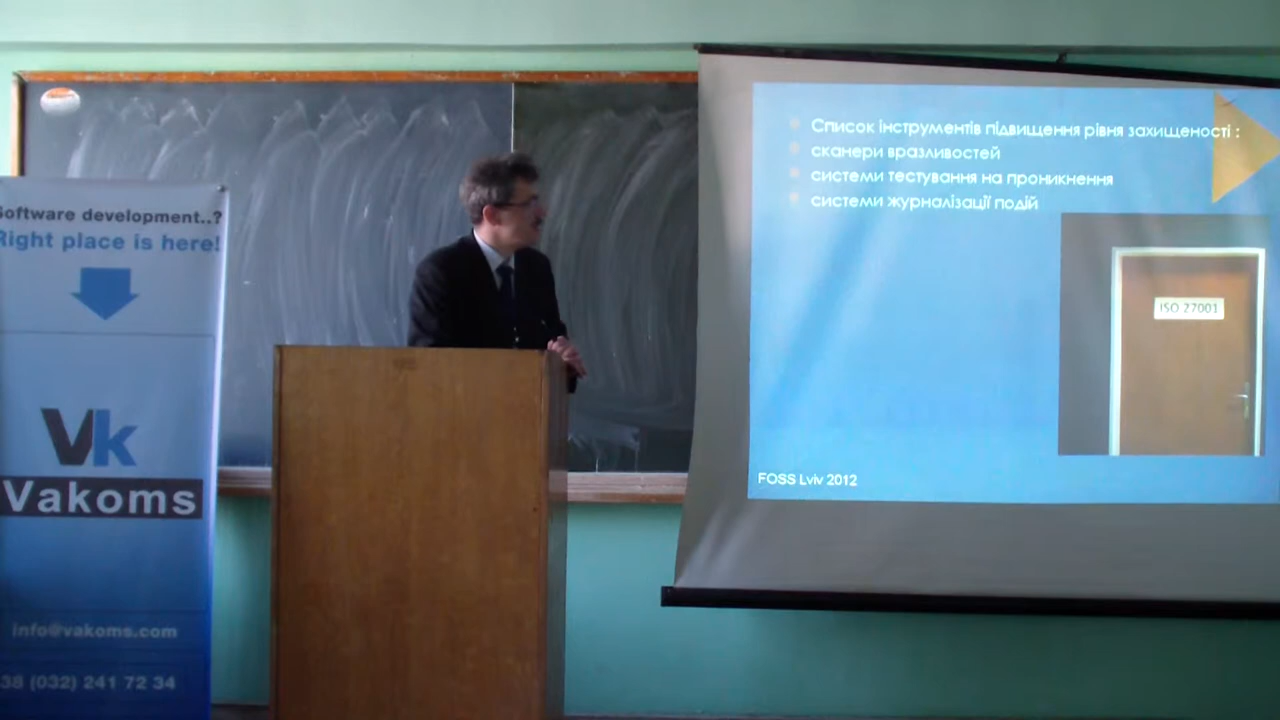 Software development..?
Right place is here!
Vk
Vakoms
info@vakoms.com
38 (032) 241 72 34
Список інструментів підвищення рівня захищеності :
сканери вразливостей
системи тестування на проникнення
системи журналізації подій
ISO 27001
FOSS Lviv 2012